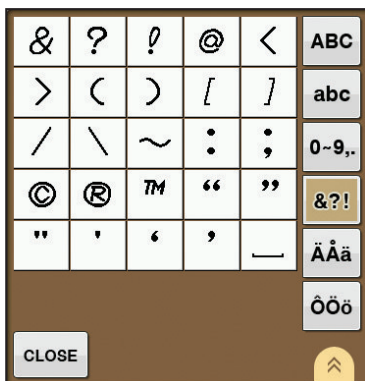 & ? ! @ < ABC
> ( ) [ ] abc
/ \ ~ : ; 0~9,.
© ® ™ “ ” &?!
" ' ‘ ’ _ ÄÅä
ÔÖö
CLOSE